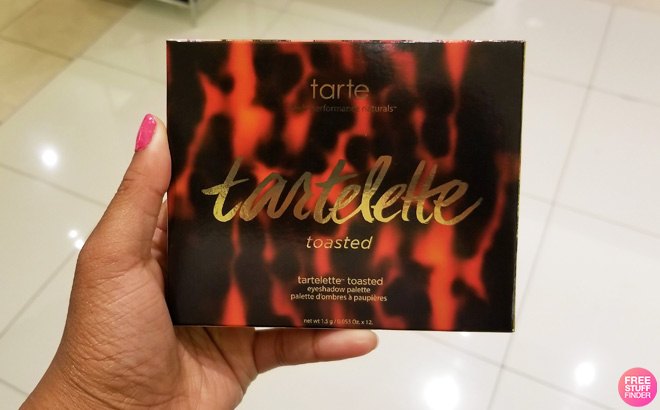 tarte
performance naturals™
tartelette
toasted
tartelette™ toasted
eyeshadow palette
palette d'ombres à paupières
net wt 1.5 g / 0.053 oz. x 12.
FREE
STUFF
FINDER